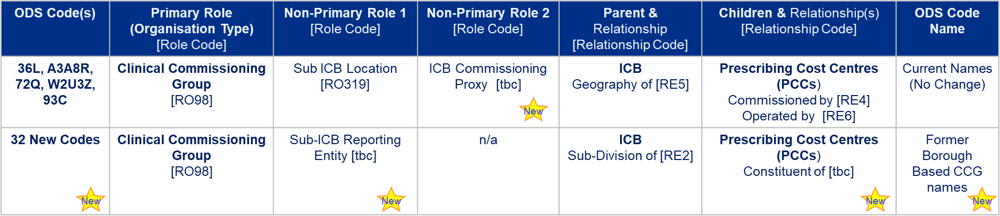 ODS Code(s)
Primary Role
(Organisation Type)
[Role Code]
Non-Primary Role 1
[Role Code]
Non-Primary Role 2
[Role Code]
Parent &
Relationship
[Relationship Code]
Children & Relationship(s)
[Relationship Code]
ODS Code
Name
36L, A3A8R,
72Q, W2U3Z,
93C
Clinical Commissioning
Group
[RO98]
Sub ICB Location
[RO319]
ICB Commissioning
Proxy [tbc]
New
ICB
Geography of [RE5]
Prescribing Cost Centres
(PCCs)
Commissioned by [RE4]
Operated by [RE6]
Current Names
(No Change)
32 New Codes
New
Clinical Commissioning
Group
[RO98]
Sub-ICB Reporting
Entity [tbc]
New
n/a
ICB
Sub-Division of [RE2]
Prescribing Cost Centres
(PCCs)
Constituent of [tbc]
New
Former
Borough
Based CCG
names
New